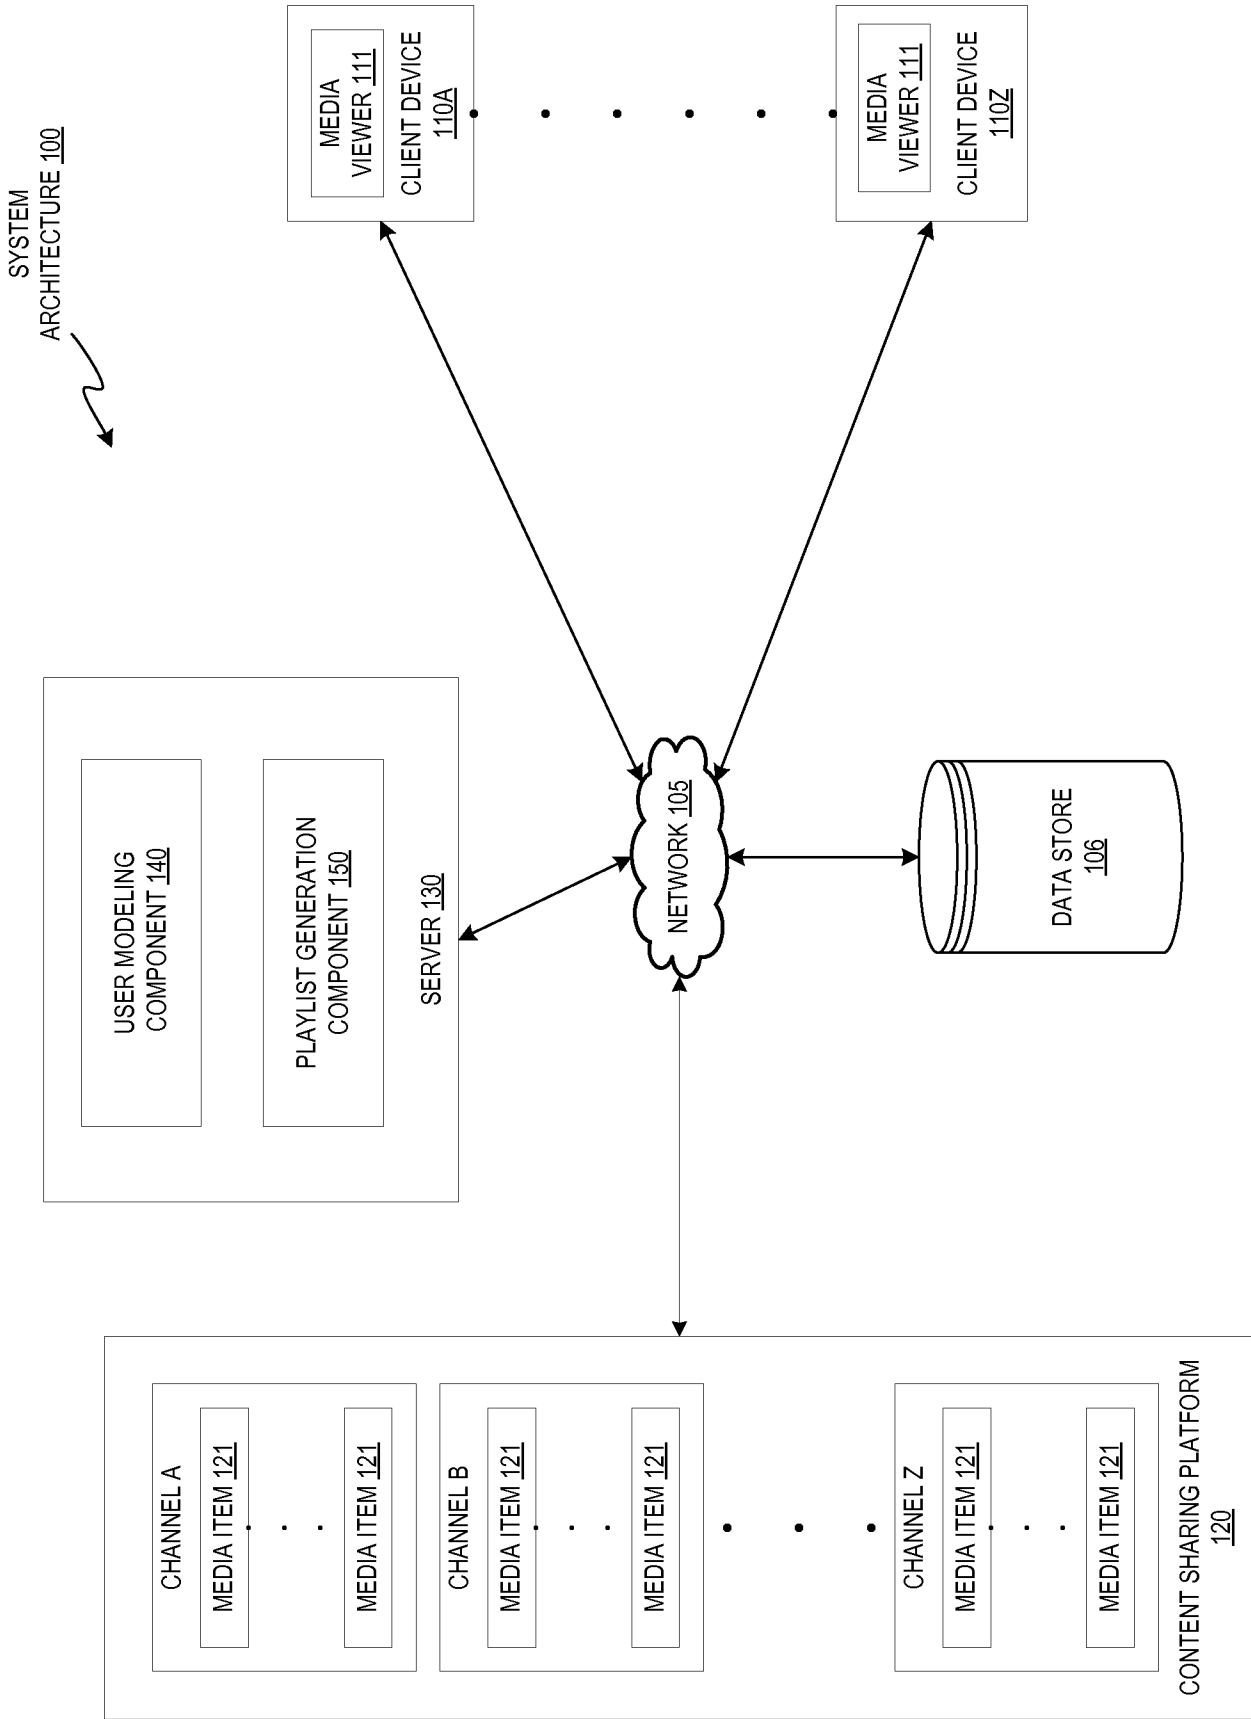 SYSTEM
ARCHITECTURE 100
CHANNEL A
MEDIA ITEM 121
MEDIA ITEM 121
CHANNEL B
MEDIA ITEM 121
MEDIA ITEM 121
CHANNEL Z
MEDIA ITEM 121
MEDIA ITEM 121
CONTENT SHARING PLATFORM
120
USER MODELING
COMPONENT 140
PLAYLIST GENERATION
COMPONENT 150
SERVER 130
NETWORK 105
DATA STORE
106
MEDIA
VIEWER 111
CLIENT DEVICE
110A
MEDIA
VIEWER 111
CLIENT DEVICE
110Z